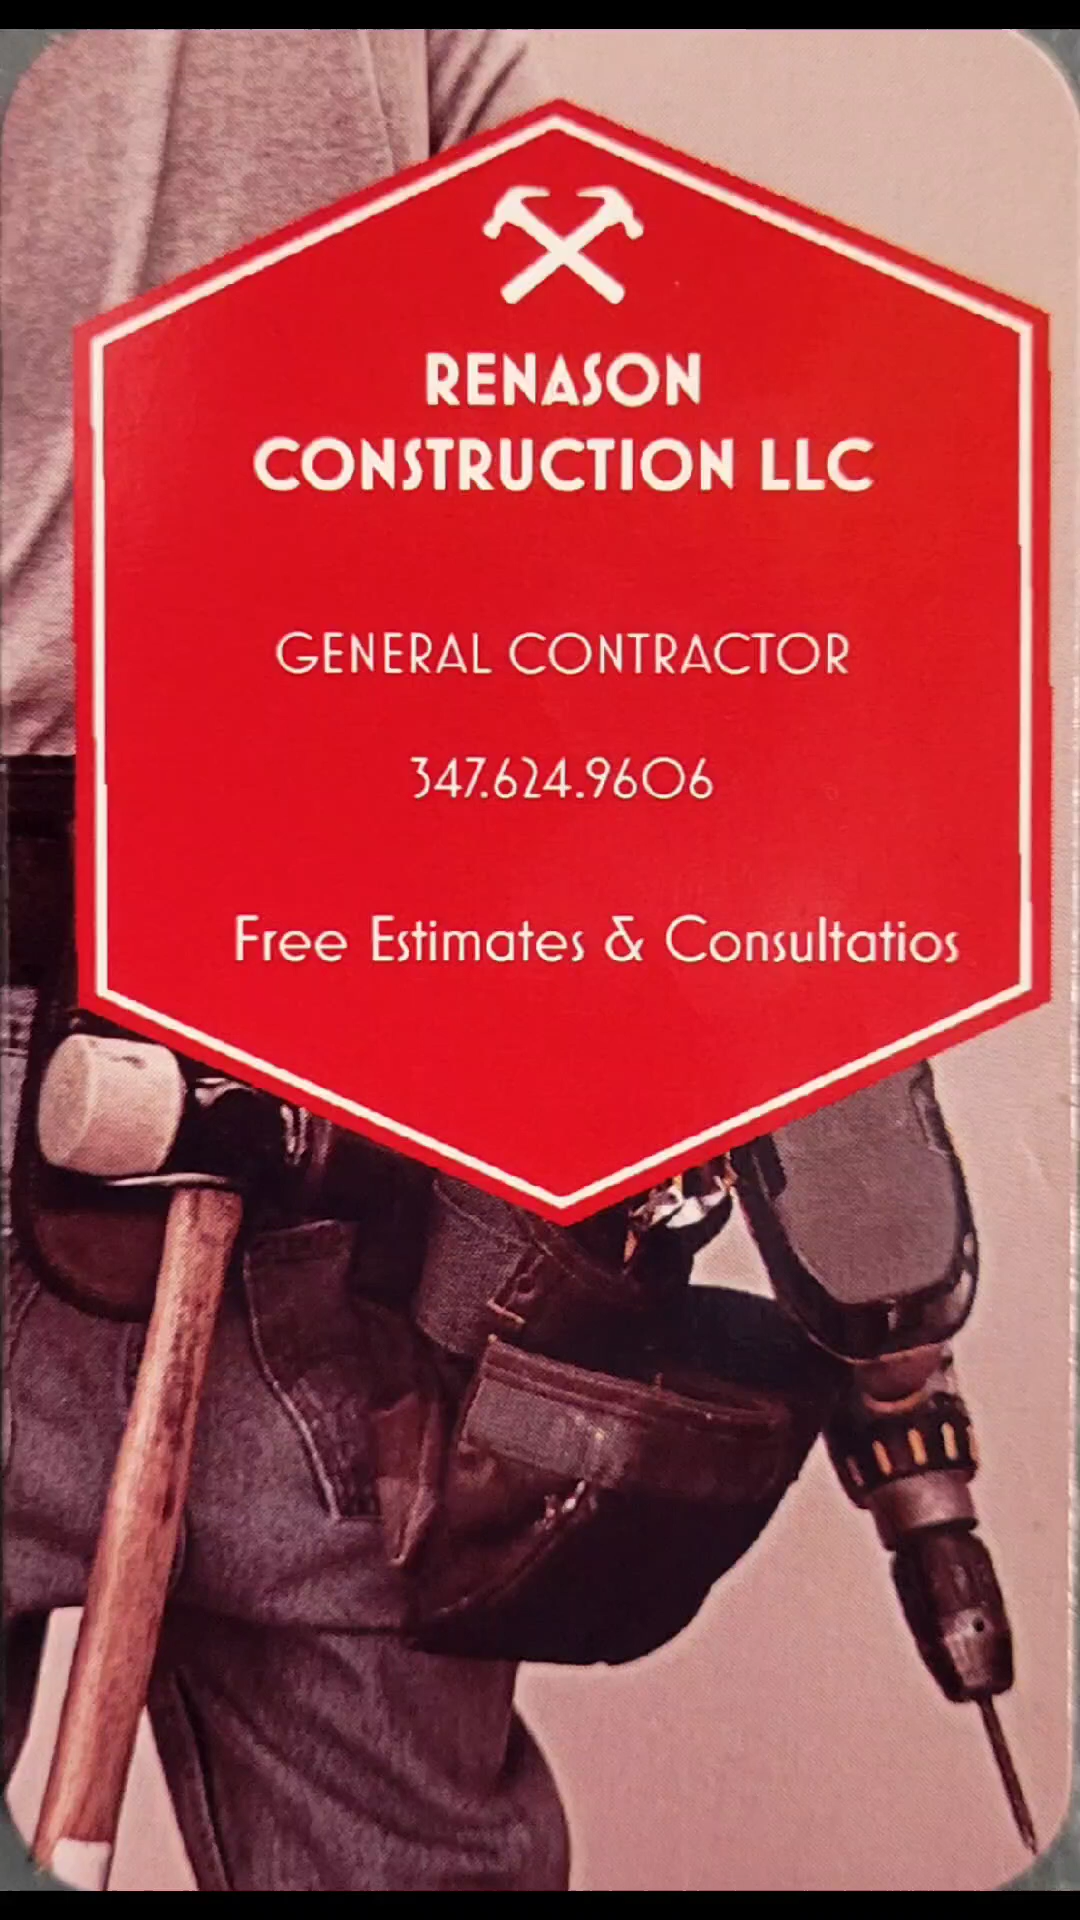 RENASON
CONSTRUCTION LLC
GENERAL CONTRACTOR
347.624.9606
Free Estimates & Consultatios